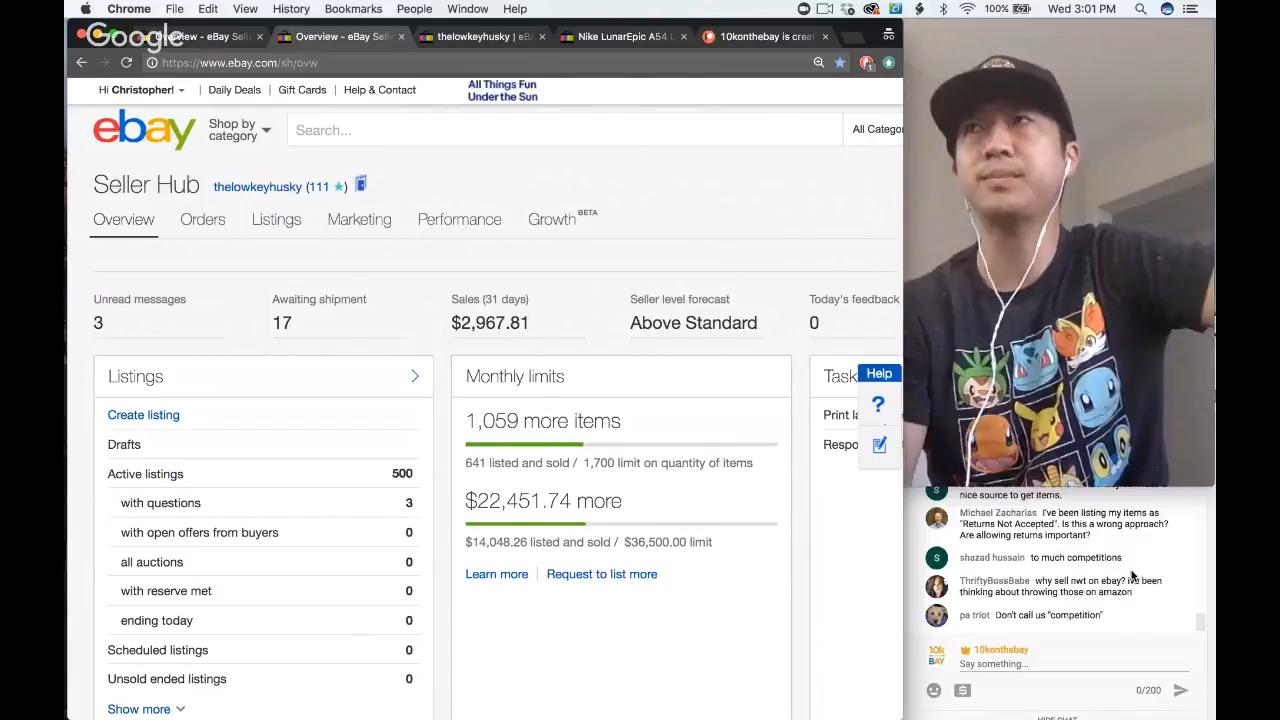 Chrome File Edit View History Bookmarks People Window Help 100% Wed 3:01 PM
Google
Overview - eBay Sell × Overview - eBay Seller × thelowkeyhusky | eB × Nike LunarEpic A54 L × 10konthebay is creat ×
https://www.ebay.com/sh/ovw
Hi Christopher! Daily Deals Gift Cards Help & Contact
All Things Fun
Under the Sun
ebay
Shop by
category
Search...
All Catego
Seller Hub thelowkeyhusky (111 ★)
Overview Orders Listings Marketing Performance Growth BETA
Unread messages Awaiting shipment Sales (31 days) Seller level forecast Today's feedback
3 17 $2,967.81 Above Standard 0
Listings
Create listing
Drafts
Active listings 500
with questions 3
with open offers from buyers 0
all auctions 0
with reserve met 0
ending today 0
Scheduled listings 0
Unsold ended listings 0
Show more
Monthly limits
1,059 more items
641 listed and sold / 1,700 limit on quantity of items
$22,451.74 more
$14,048.26 listed and sold / $36,500.00 limit
Learn more Request to list more
Task
Print la
Respo
Help
?
S
nice source to get items.
Michael Zacharias I've been listing my items as
"Returns Not Accepted". Is this a wrong approach?
Are allowing returns important?
S shazad hussain to much competitions
ThriftyBossBabe why sell nwt on ebay? i've been
thinking about throwing those on amazon
pa triot Don't call us "competition"
10k
BAY
10konthebay
Say something...
0/200
HIDE CHAT